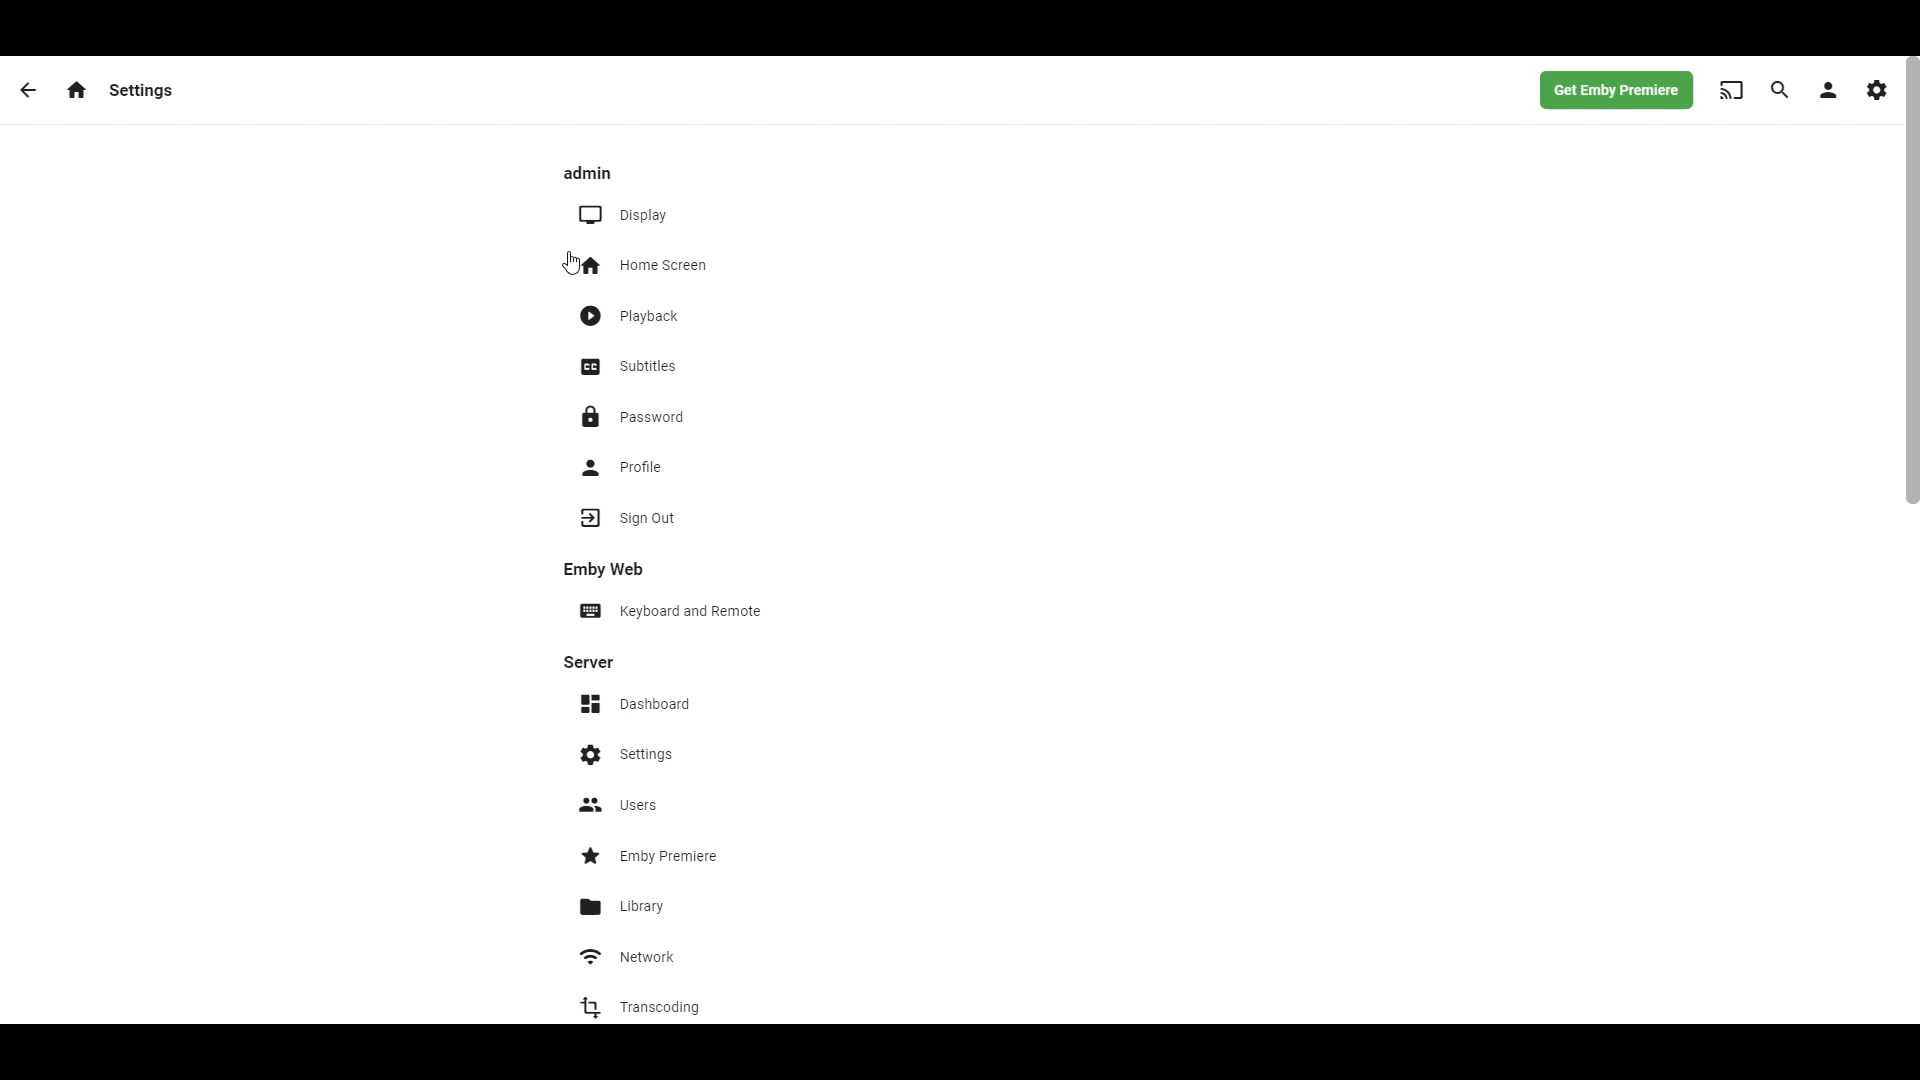 Settings
Get Emby Premiere
admin
Display
Home Screen
Playback
CC Subtitles
Password
Profile
Sign Out
Emby Web
Keyboard and Remote
Server
Dashboard
Settings
Users
Emby Premiere
Library
Network
Transcoding